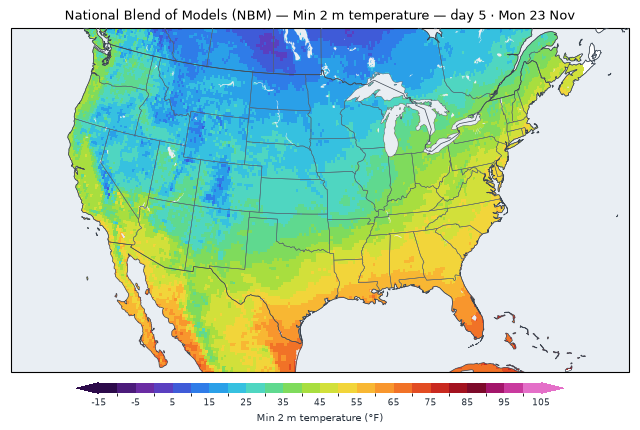 National Blend of Models (NBM) — Min 2 m temperature — day 5 · Mon 23 Nov
-15 -5 5 15 25 35 45 55 65 75 85 95 105
Min 2 m temperature (°F)